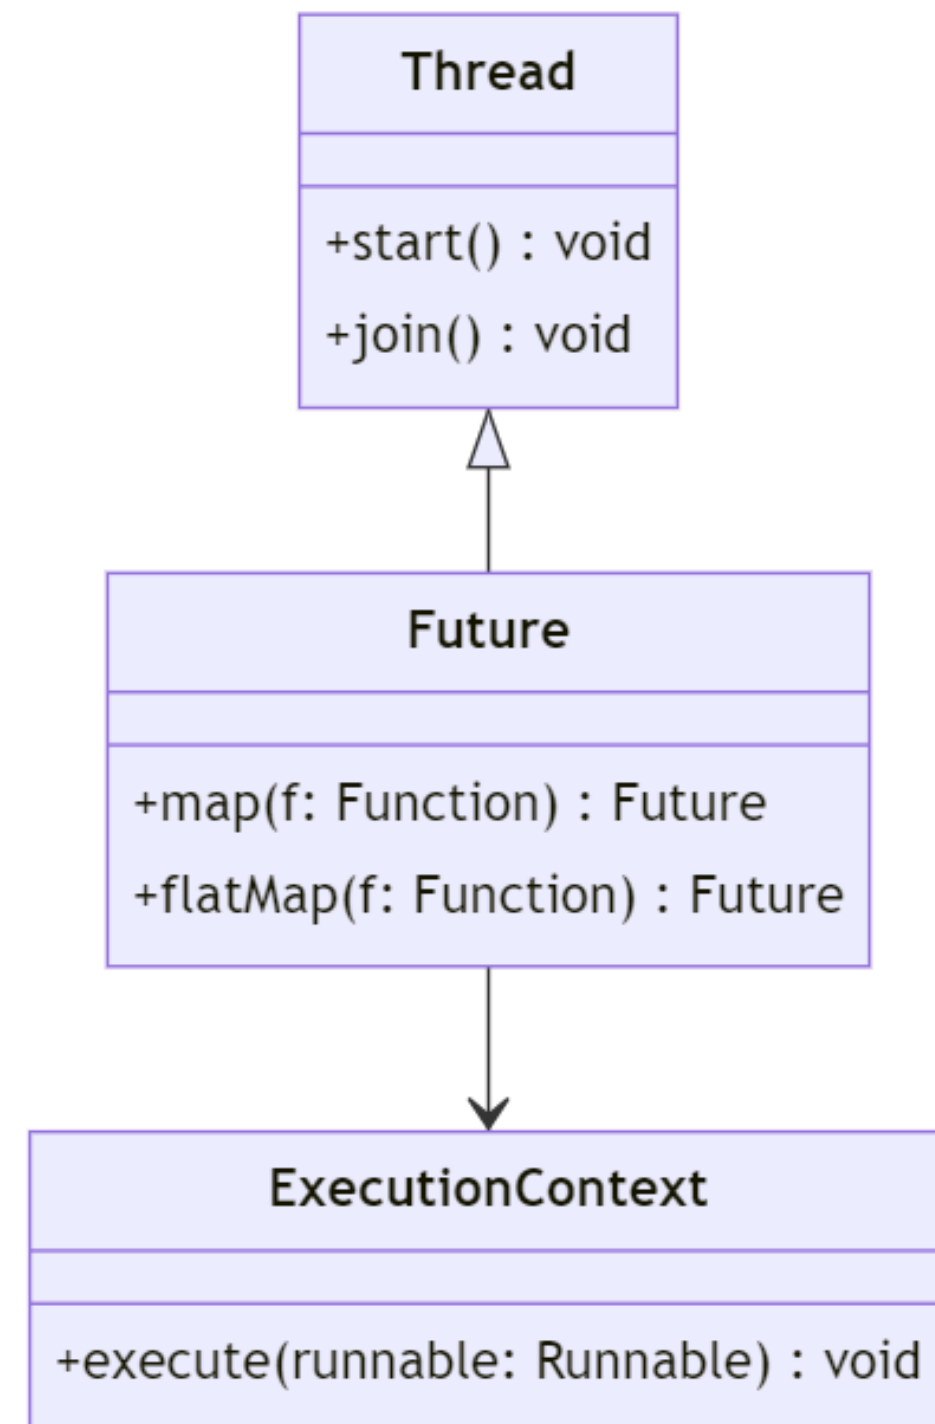 Thread
+start() : void
+join() : void
Future
+map(f: Function) : Future
+flatMap(f: Function) : Future
ExecutionContext
+execute(runnable: Runnable) : void